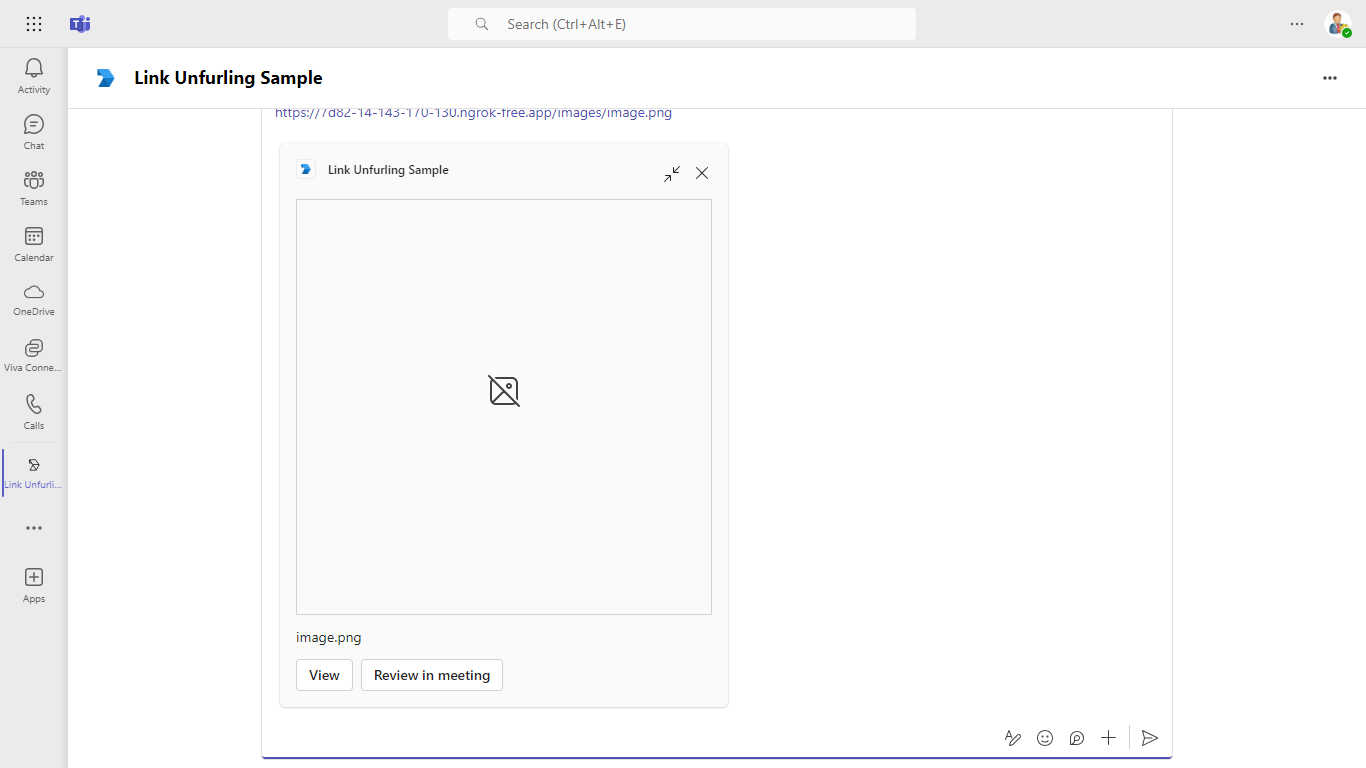 Search (Ctrl+Alt+E)
Activity
Chat
Teams
Calendar
OneDrive
Viva Conne...
Calls
Link Unfurli...
Apps
Link Unfurling Sample
https://7d82-14-143-170-130.ngrok-free.app/images/image.png
Link Unfurling Sample
image.png
View
Review in meeting